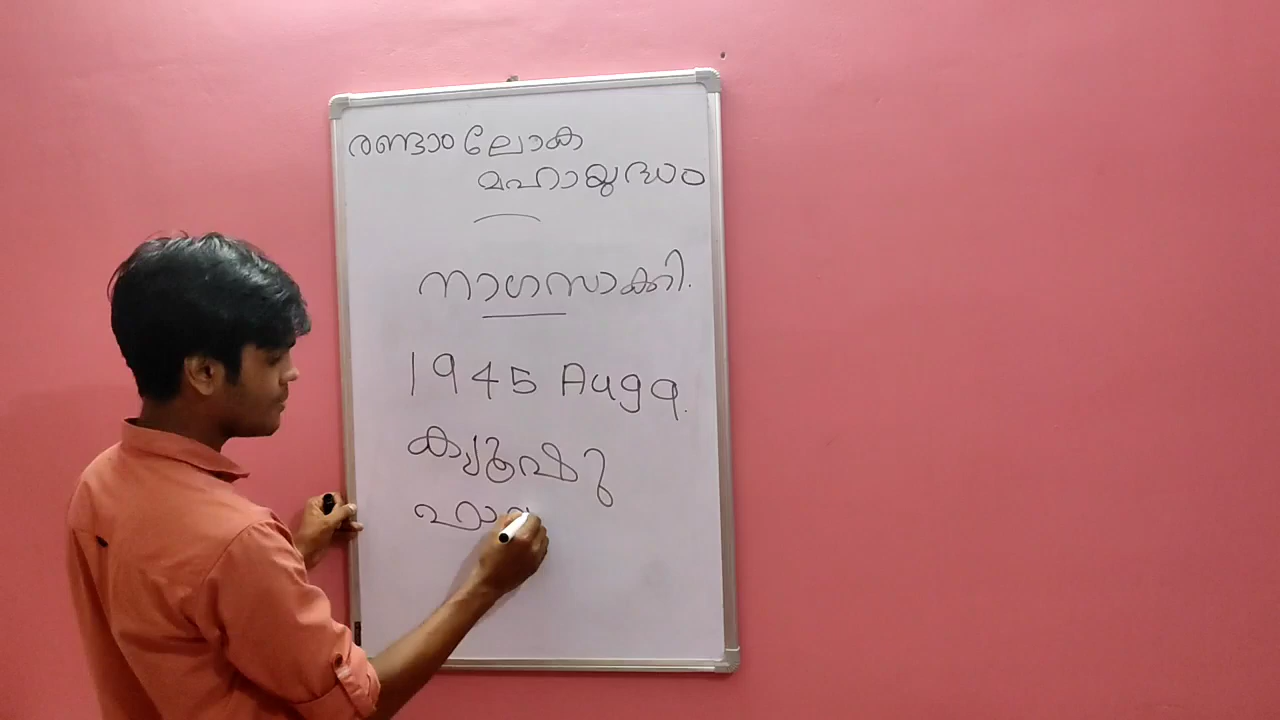 രണ്ടാം ലോക
മഹായുദ്ധം
നാഗസാക്കി.
1945 Aug 9.
ക്യൂഷു